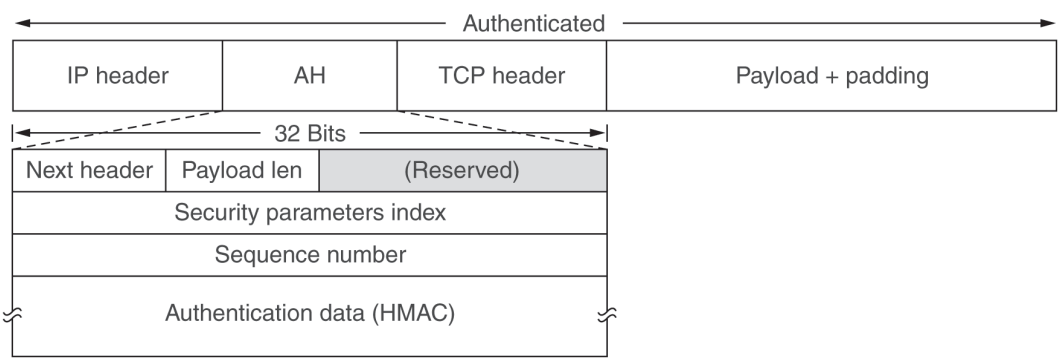 Authenticated
IP header AH TCP header Payload + padding
32 Bits
Next header Payload len (Reserved)
Security parameters index
Sequence number
Authentication data (HMAC)